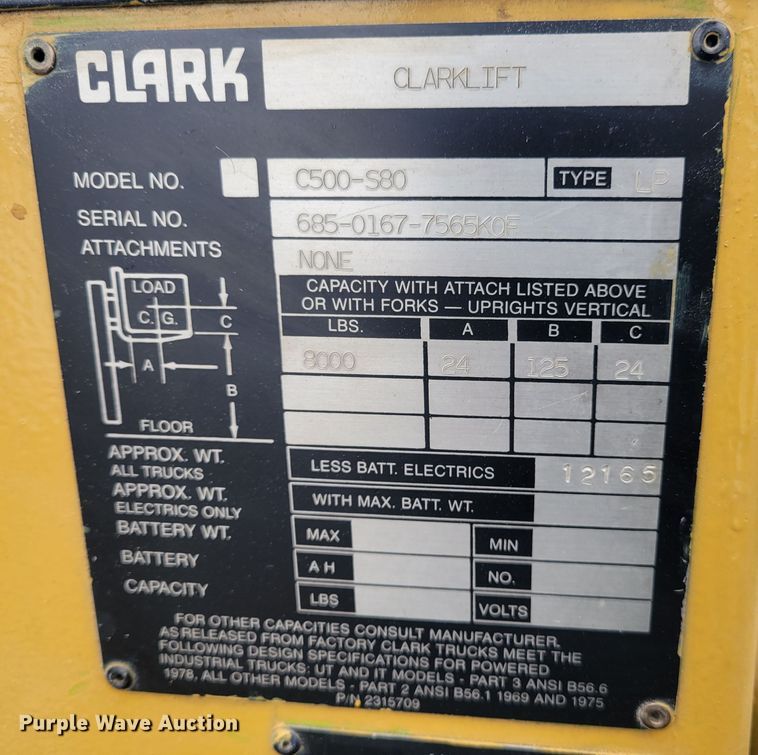 CLARK CLARKLIFT
MODEL NO. C500-S80 TYPE LP
SERIAL NO. 685-0167-7565KOF
ATTACHMENTS NONE
CAPACITY WITH ATTACH LISTED ABOVE
OR WITH FORKS — UPRIGHTS VERTICAL
LOAD
C. G.
C
A
B
FLOOR
LBS. A B C
8000 24 125 24
APPROX. WT.
ALL TRUCKS
LESS BATT. ELECTRICS 12165
APPROX. WT.
ELECTRICS ONLY
WITH MAX. BATT. WT.
BATTERY WT. MAX MIN
BATTERY AH NO.
CAPACITY LBS VOLTS
FOR OTHER CAPACITIES CONSULT MANUFACTURER.
AS RELEASED FROM FACTORY CLARK TRUCKS MEET THE
FOLLOWING DESIGN SPECIFICATIONS FOR POWERED
INDUSTRIAL TRUCKS: UT AND IT MODELS - PART 3 ANSI B56.6
1978, ALL OTHER MODELS - PART 2 ANSI B56.1 1969 AND 1975
P/N 2315709
Purple Wave Auction